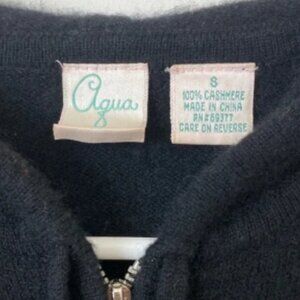 Aqua
S
100% CASHMERE
MADE IN CHINA
RN#69377
CARE ON REVERSE